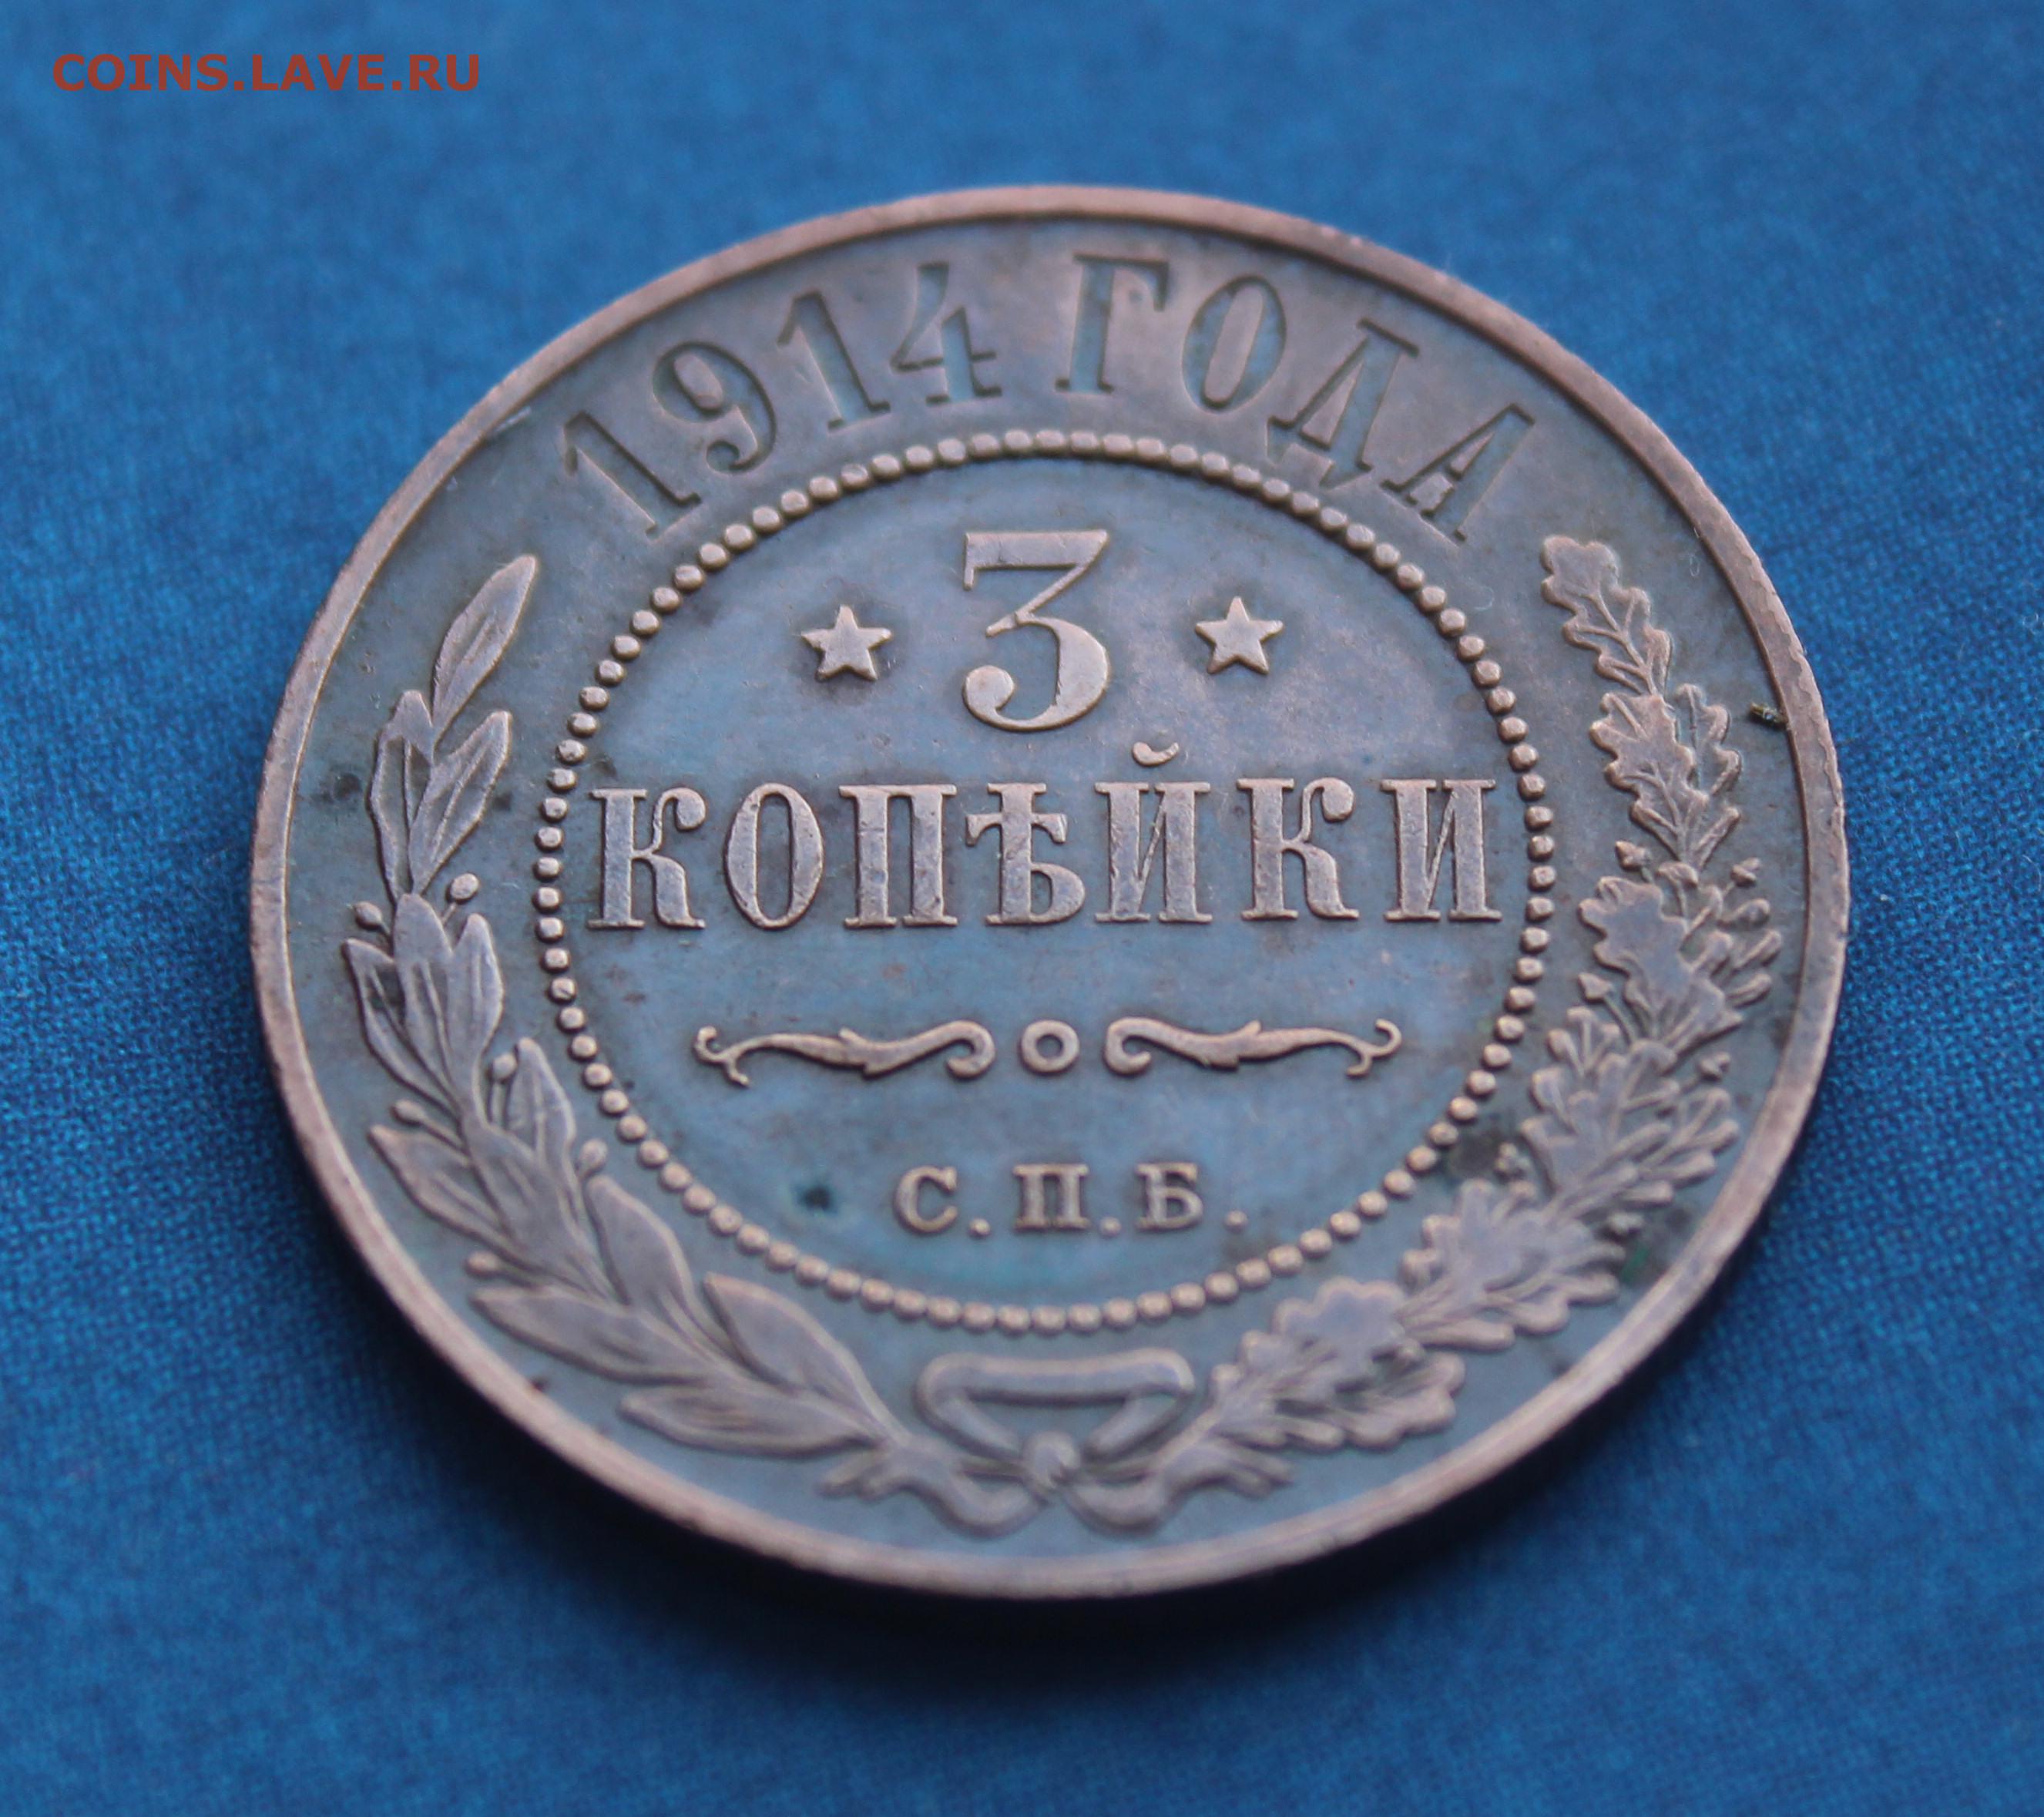 COINS.LAVE.RU
1914 ГОДА
3
КОПѢЙКИ
С.П.Б.